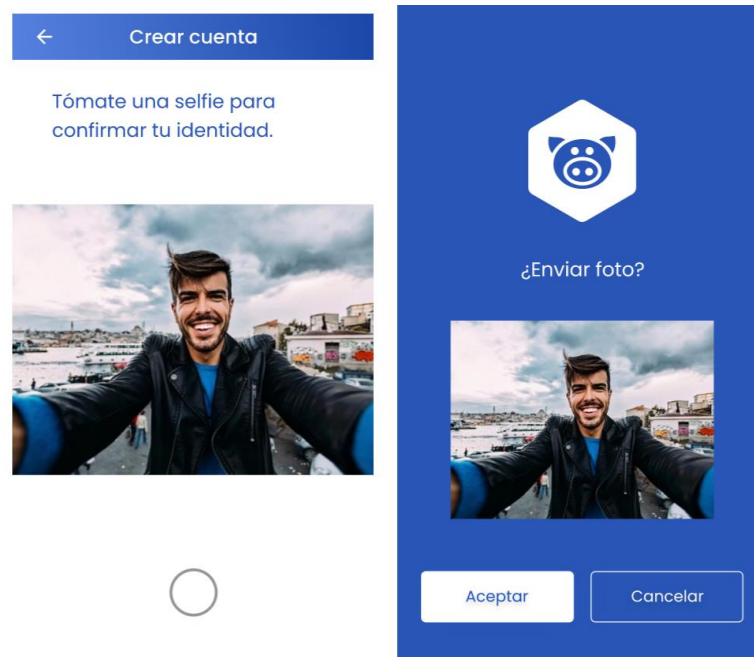 Crear cuenta
Tómate una selfie para
confirmar tu identidad.
¿Enviar foto?
Aceptar
Cancelar